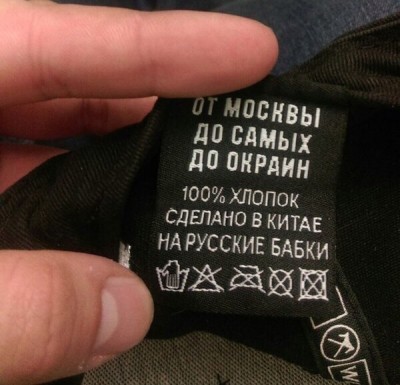 ОТ МОСКВЫ
ДО САМЫХ
ДО ОКРАИН
100% ХЛОПОК
СДЕЛАНО В КИТАЕ
НА РУССКИЕ БАБКИ